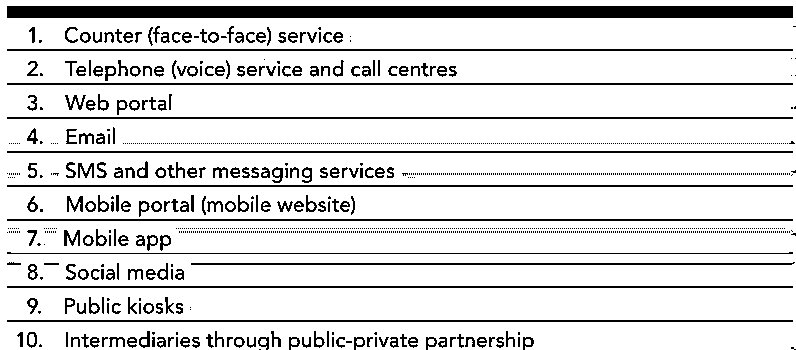 1. Counter (face-to-face) service
2. Telephone (voice) service and call centres
3. Web portal
4. Email
5. SMS and other messaging services
6. Mobile portal (mobile website)
7. Mobile app
8. Social media
9. Public kiosks
10. Intermediaries through public-private partnership